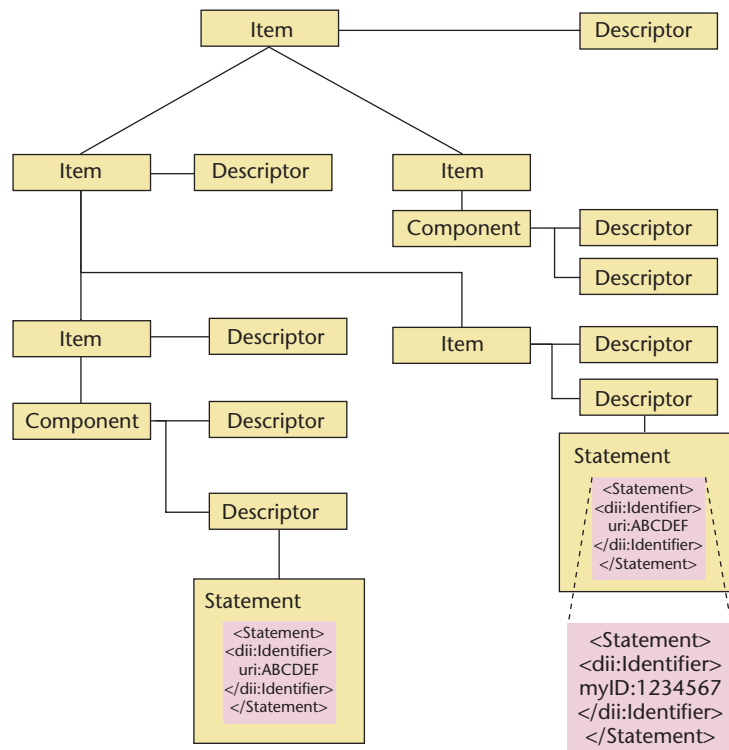 Item
Descriptor
Item
Descriptor
Item
Component
Descriptor
Descriptor
Item
Descriptor
Item
Descriptor
Component
Descriptor
Descriptor
Statement
<Statement>
<dii:Identifier>
uri:ABCDEF
</dii:Identifier>
</Statement>
Descriptor
Statement
<Statement>
<dii:Identifier>
uri:ABCDEF
</dii:Identifier>
</Statement>
<Statement>
<dii:Identifier>
myID:1234567
</dii:Identifier>
</Statement>